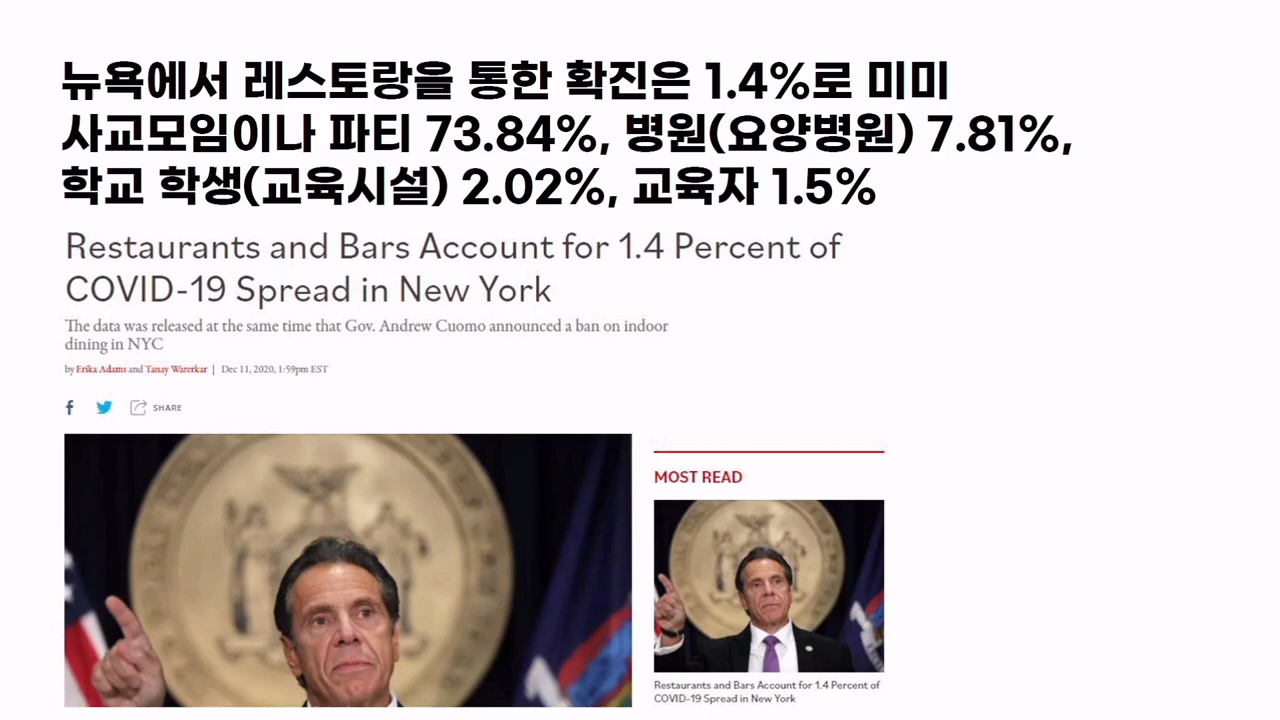 뉴욕에서 레스토랑을 통한 확진은 1.4%로 미미
사교모임이나 파티 73.84%, 병원(요양병원) 7.81%,
학교 학생(교육시설) 2.02%, 교육자 1.5%
Restaurants and Bars Account for 1.4 Percent of
COVID-19 Spread in New York
The data was released at the same time that Gov. Andrew Cuomo announced a ban on indoor
dining in NYC
by Erika Adams and Tanay Warerkar | Dec 11, 2020, 1:59pm EST
SHARE
MOST READ
Restaurants and Bars Account for 1.4 Percent of
COVID-19 Spread in New York